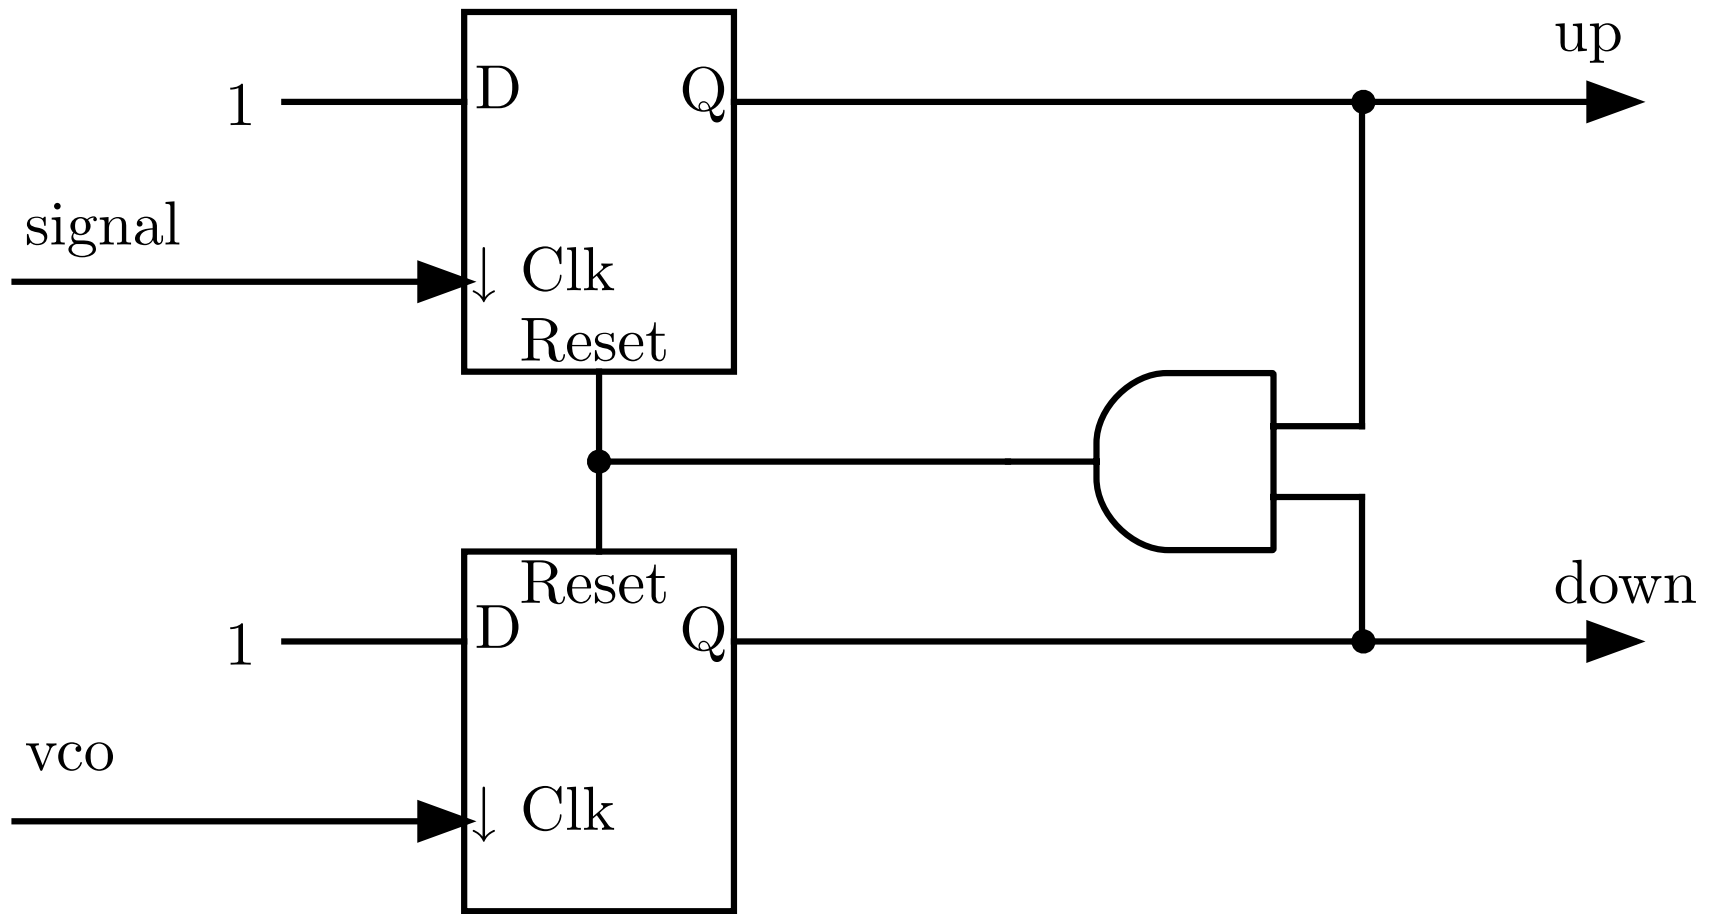 up
1
D
Q
signal
↓ Clk
Reset
Reset
down
1
D
Q
vco
↓ Clk